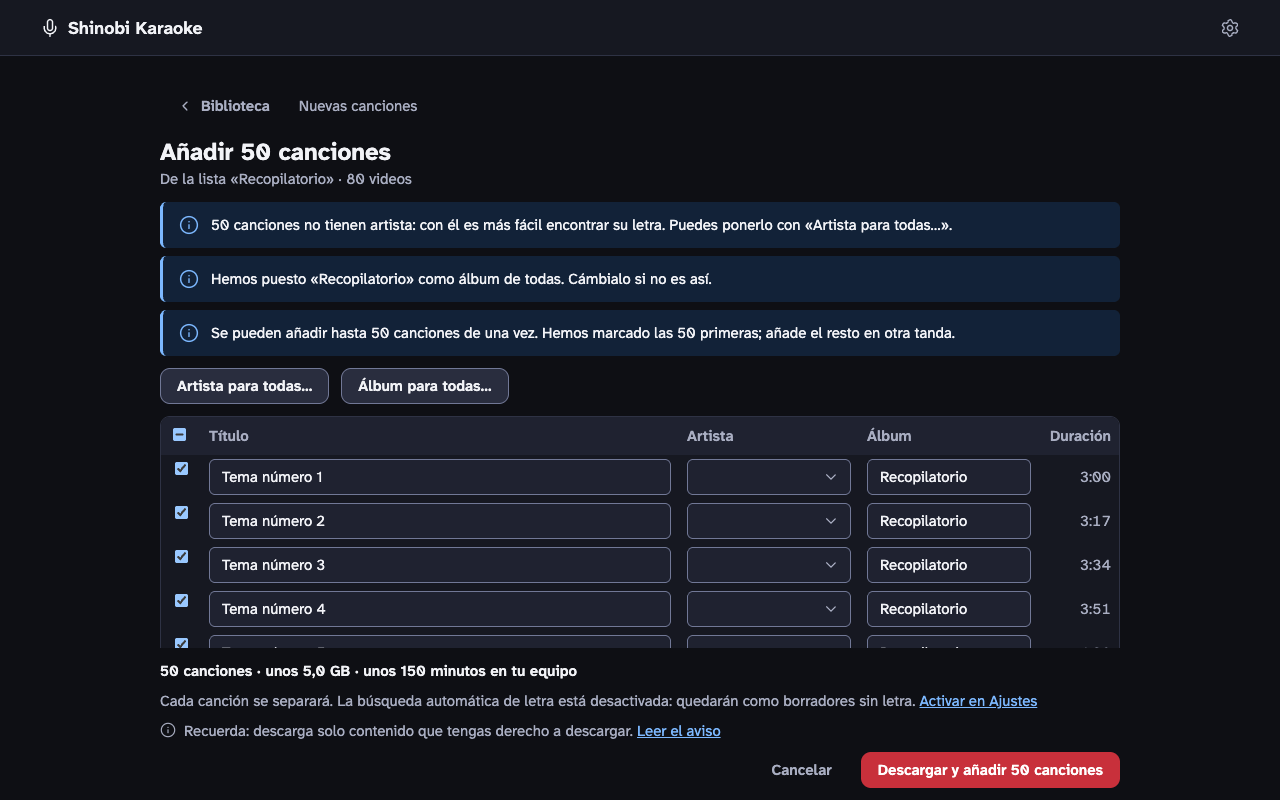 Shinobi Karaoke
Biblioteca Nuevas canciones
Añadir 50 canciones
De la lista «Recopilatorio» · 80 videos
50 canciones no tienen artista: con él es más fácil encontrar su letra. Puedes ponerlo con «Artista para todas...».
Hemos puesto «Recopilatorio» como álbum de todas. Cámbialo si no es así.
Se pueden añadir hasta 50 canciones de una vez. Hemos marcado las 50 primeras; añade el resto en otra tanda.
Artista para todas... Álbum para todas...
Título Artista Álbum Duración
Tema número 1 Recopilatorio 3:00
Tema número 2 Recopilatorio 3:17
Tema número 3 Recopilatorio 3:34
Tema número 4 Recopilatorio 3:51
50 canciones · unos 5,0 GB · unos 150 minutos en tu equipo
Cada canción se separará. La búsqueda automática de letra está desactivada: quedarán como borradores sin letra. Activar en Ajustes
Recuerda: descarga solo contenido que tengas derecho a descargar. Leer el aviso
Cancelar Descargar y añadir 50 canciones